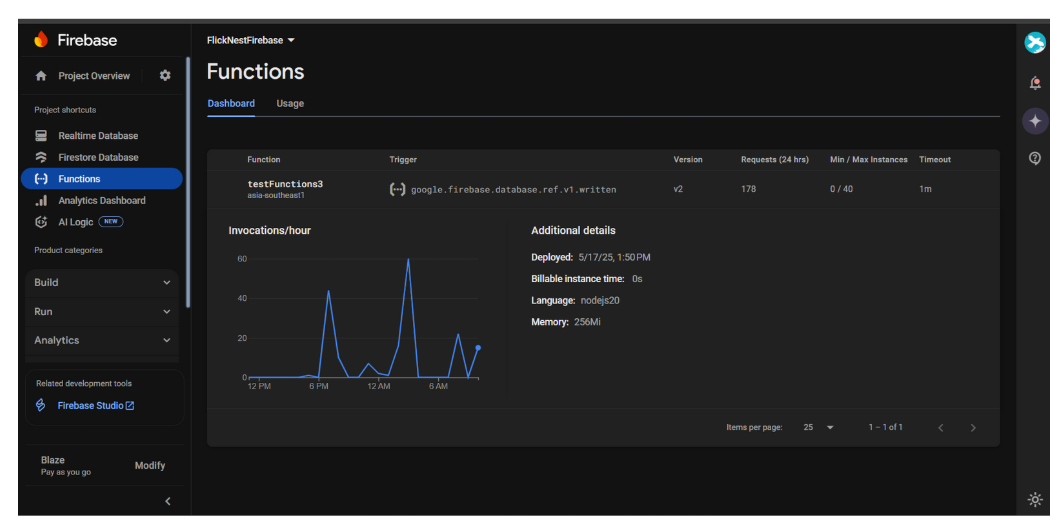 Firebase
FlickNestFirebase
Project Overview
Functions
Dashboard Usage
Project shortcuts
Realtime Database
Firestore Database
Functions
Analytics Dashboard
AI Logic NEW
Product categories
Build
Run
Analytics
Related development tools
Firebase Studio
Blaze
Pay as you go
Modify
Function Trigger Version Requests (24 hrs) Min / Max Instances Timeout
testFunctions3
asia-southeast1
google.firebase.database.ref.v1.written v2 178 0 / 40 1m
Invocations/hour
60
40
20
0
12 PM 6 PM 12 AM 6 AM
Additional details
Deployed: 5/17/25, 1:50 PM
Billable instance time: 0s
Language: nodejs20
Memory: 256Mi
Items per page: 25 1 – 1 of 1